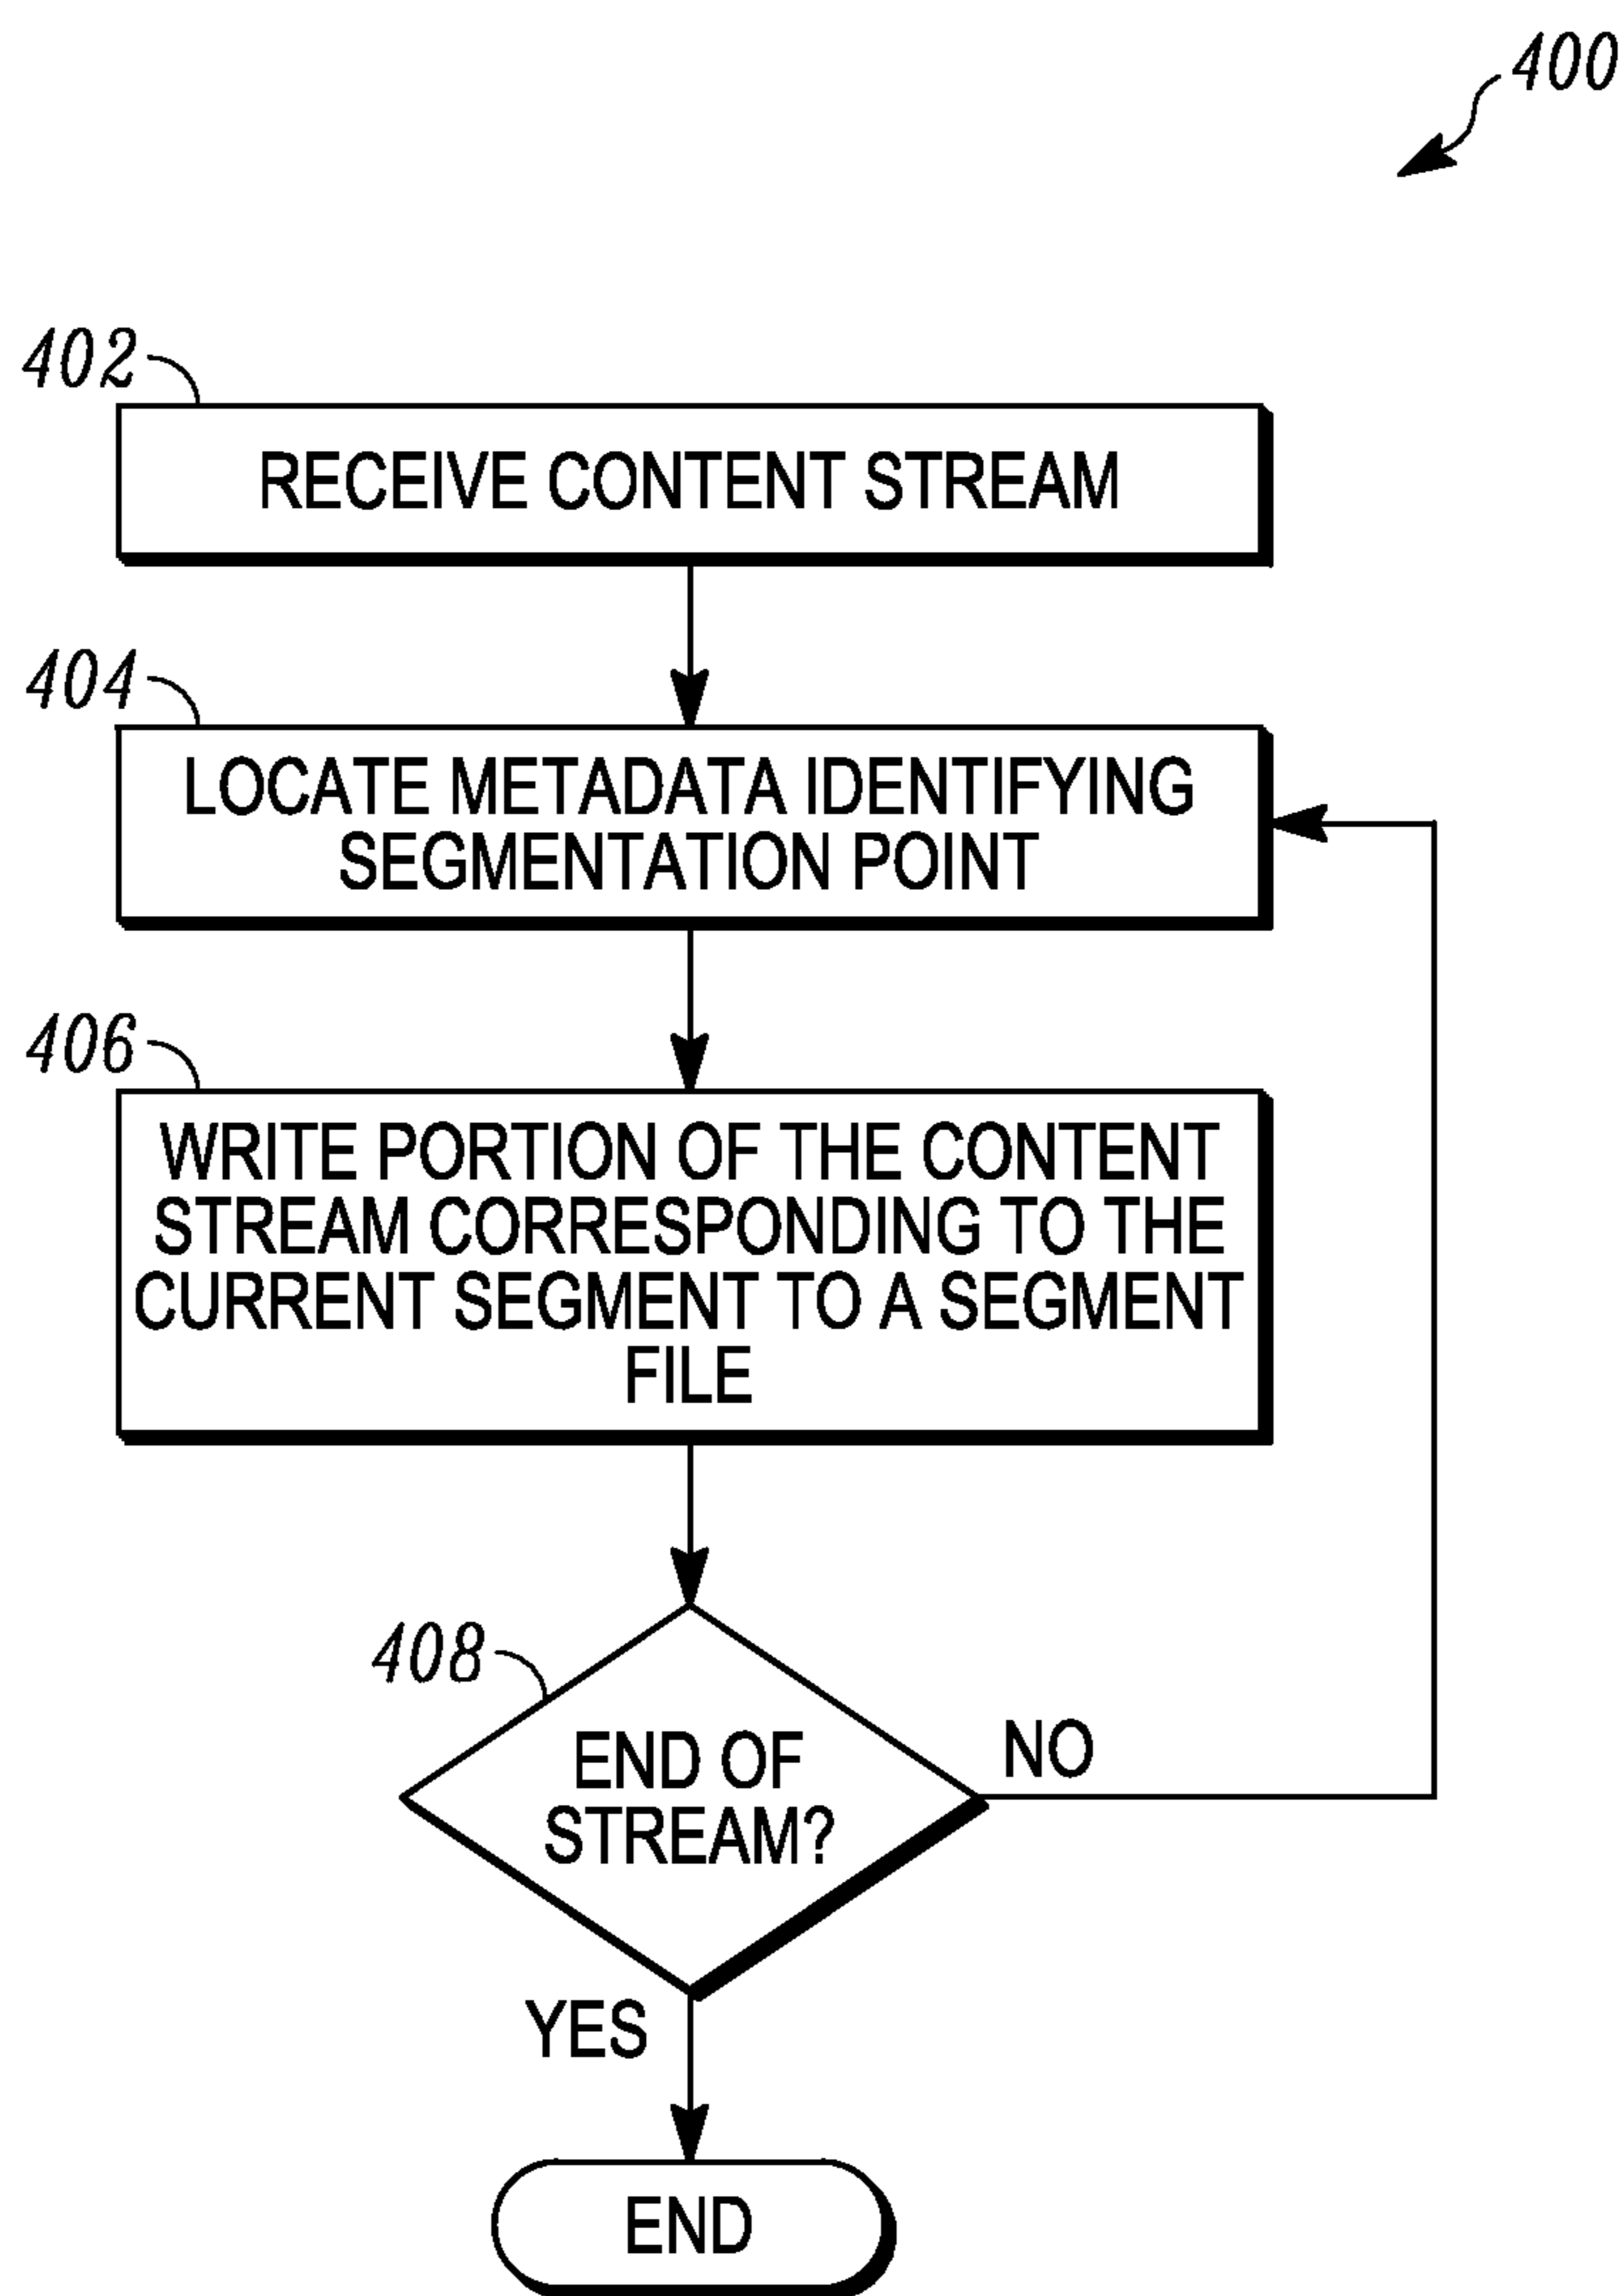 400
402
RECEIVE CONTENT STREAM
404
LOCATE METADATA IDENTIFYING
SEGMENTATION POINT
406
WRITE PORTION OF THE CONTENT
STREAM CORRESPONDING TO THE
CURRENT SEGMENT TO A SEGMENT
FILE
408
END OF
STREAM?
NO
YES
END